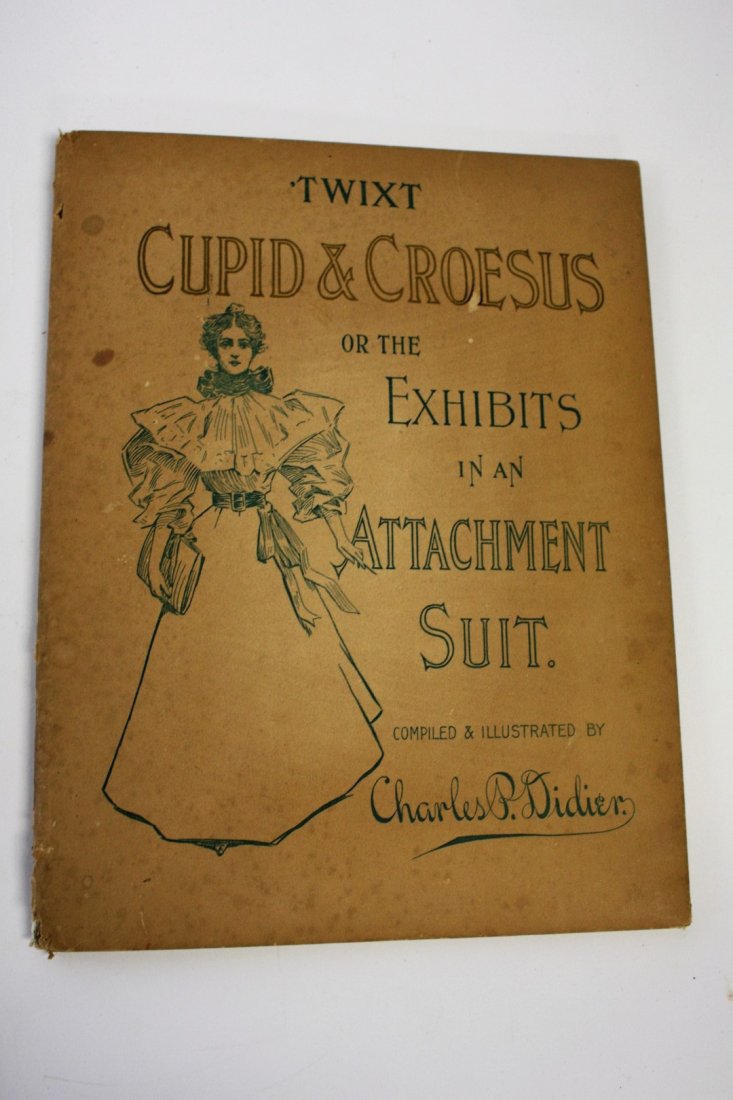 'TWIXT
CUPID & CROESUS
OR THE
EXHIBITS
IN AN
ATTACHMENT
SUIT.
COMPILED & ILLUSTRATED BY
Charles P. Didier.